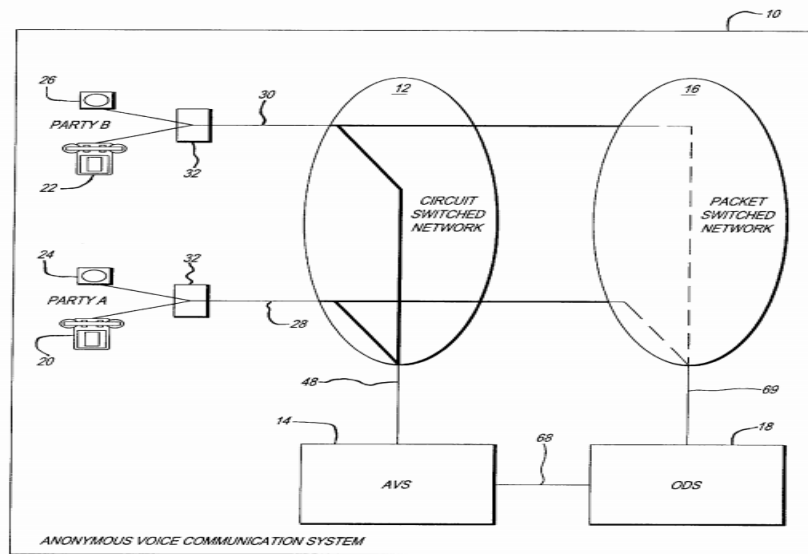 10
26
PARTY B
22
32
30
12
CIRCUIT
SWITCHED
NETWORK
16
PACKET
SWITCHED
NETWORK
24
PARTY A
20
32
28
48
69
14
AVS
68
18
ODS
ANONYMOUS VOICE COMMUNICATION SYSTEM